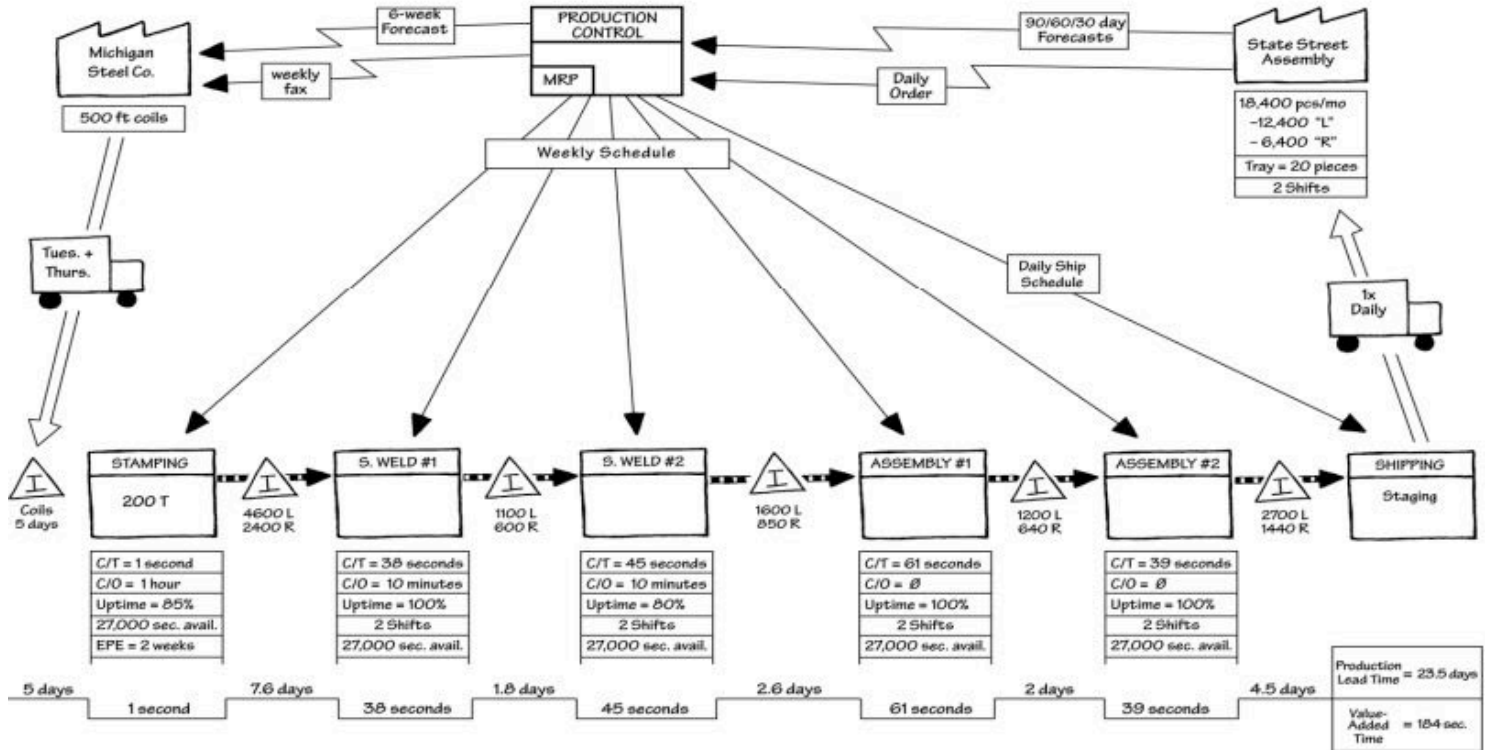 6-week
Forecast
PRODUCTION
CONTROL
90/60/30 day
Forecasts
Michigan
Steel Co.
State Street
Assembly
weekly
fax
MRP
Daily
Order
500 ft coils
18,400 pcs/mo
-12,400 "L"
- 6,400 "R"
Tray = 20 pieces
2 Shifts
Weekly Schedule
Tues. +
Thurs.
Daily Ship
Schedule
1x
Daily
I
Coils
5 days
STAMPING
200 T
I
4600 L
2400 R
S. WELD #1
I
1100 L
600 R
S. WELD #2
I
1600 L
850 R
ASSEMBLY #1
I
1200 L
640 R
ASSEMBLY #2
I
2700 L
1440 R
SHIPPING
Staging
C/T = 1 second
C/O = 1 hour
Uptime = 85%
27,000 sec. avail.
EPE = 2 weeks
C/T = 38 seconds
C/O = 10 minutes
Uptime = 100%
2 Shifts
27,000 sec. avail.
C/T = 45 seconds
C/O = 10 minutes
Uptime = 80%
2 Shifts
27,000 sec. avail.
C/T = 61 seconds
C/O = Ø
Uptime = 100%
2 Shifts
27,000 sec. avail.
C/T = 39 seconds
C/O = Ø
Uptime = 100%
2 Shifts
27,000 sec. avail.
5 days
1 second
7.6 days
38 seconds
1.8 days
45 seconds
2.6 days
61 seconds
2 days
39 seconds
4.5 days
Production
Lead Time = 23.5 days
Value-
Added = 184 sec.
Time